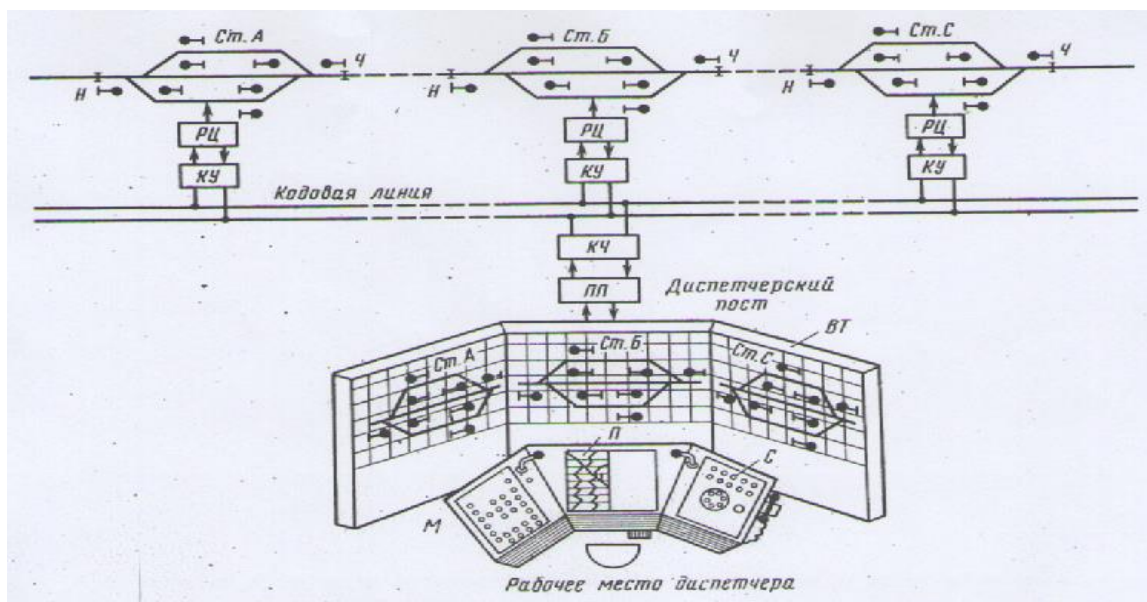 Ст. А
Ст. Б
Ст. С
Ч
Ч
Ч
Н
Н
Н
РЦ
РЦ
РЦ
КУ
КУ
КУ
Кодовая линия
КЧ
ПП
Диспетчерский
пост
ВТ
Ст. А
Ст. Б
Ст. С
П
С
М
Рабочее место диспетчера